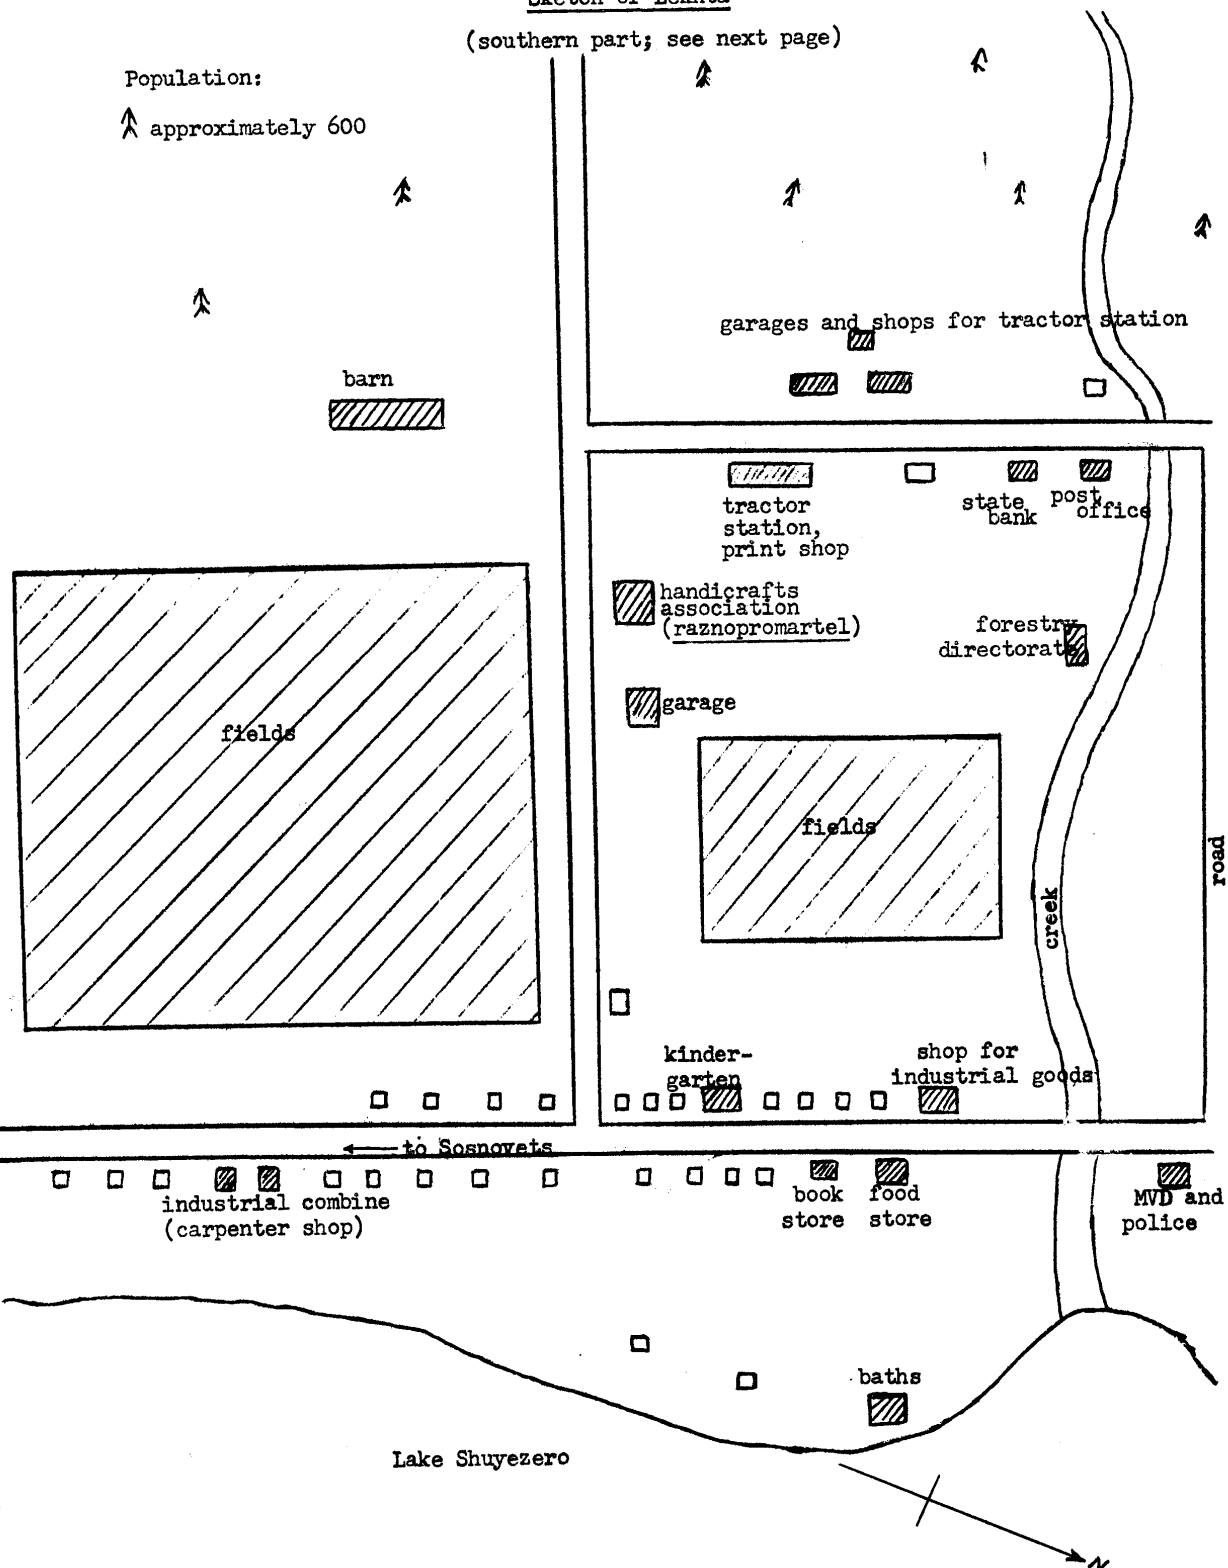 (southern part; see next page)
Population:
approximately 600
garages and shops for tractor station
barn
tractor
station,
print shop
state
bank
post
office
handicrafts
association
(raznopromartel)
forestry
directorate
garage
fields
fields
road
creek
kinder-
garten
shop for
industrial goods
to Sosnovets
industrial combine
(carpenter shop)
book
store
food
store
MVD and
police
baths
Lake Shuyezero
N